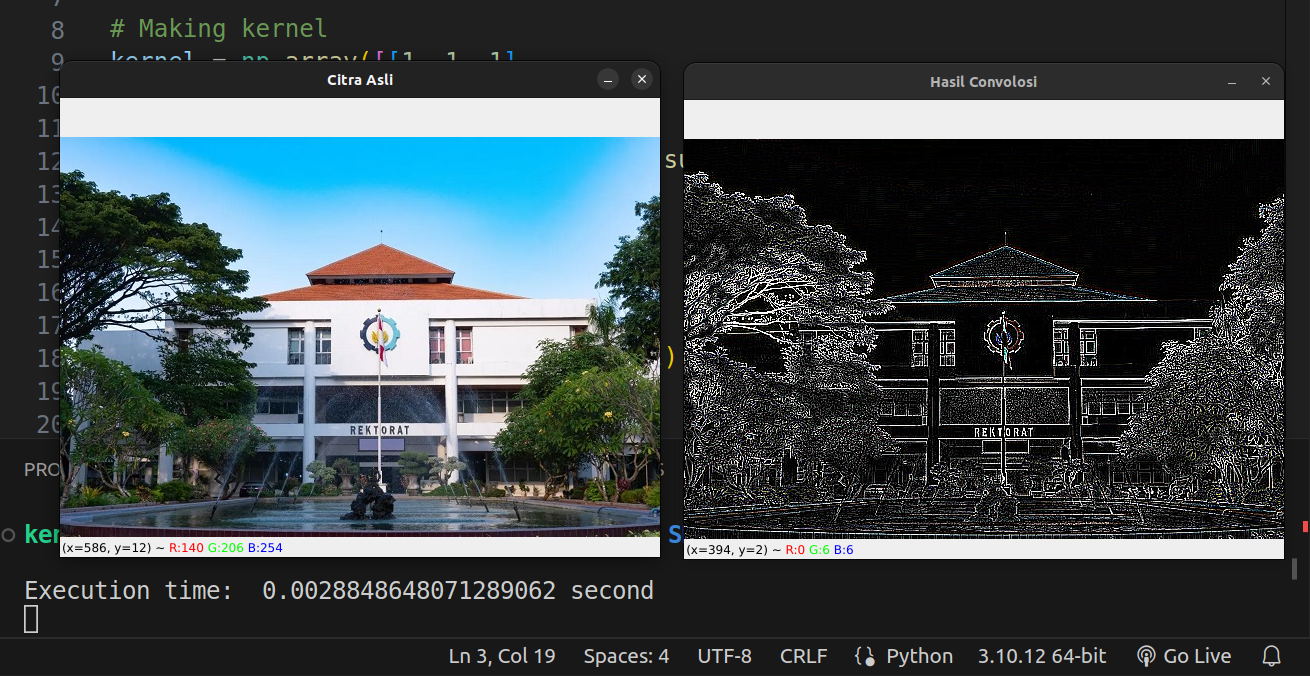 8 # Making kernel
9 kernel = np.array([[1, 1, 1],
10
11
12 su
13
14
15
16
17
18 )
19
20
Citra Asli
REKTORAT
(x=586, y=12) ~ R:140 G:206 B:254
Hasil Convolosi
REKTORAT
(x=394, y=2) ~ R:0 G:6 B:6
PRO
ker
S
Execution time:  0.0028848648071289062 second
Ln 3, Col 19 Spaces: 4 UTF-8 CRLF Python 3.10.12 64-bit Go Live